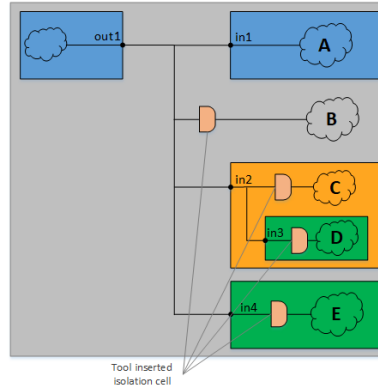 out1
in1
A
B
in2
C
in3
D
in4
E
Tool inserted
isolation cell